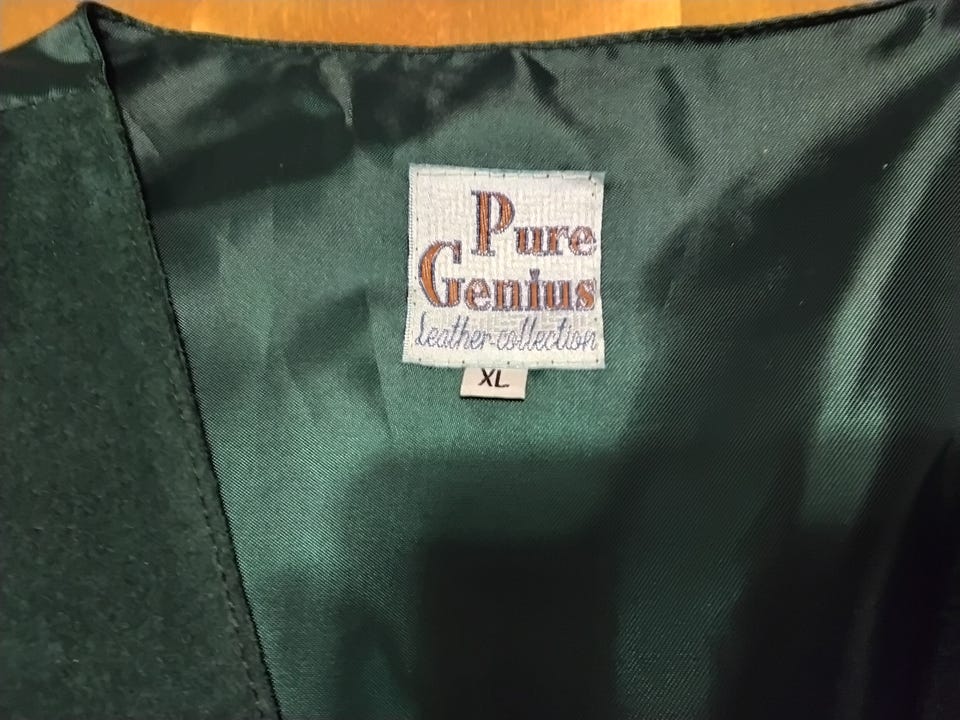 Pure
Genius
Leather-collection
XL